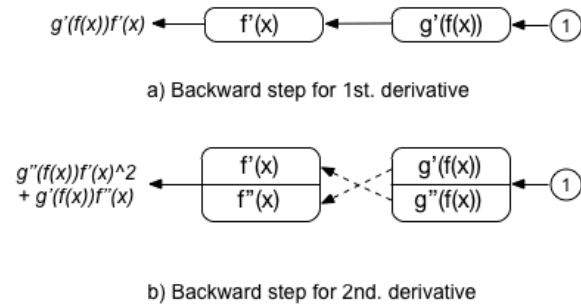 g'(f(x))f'(x)
f'(x)
g'(f(x))
1
a) Backward step for 1st. derivative
g"(f(x))f'(x)^2
+ g'(f(x))f"(x)
f'(x)
f"(x)
g'(f(x))
g"(f(x))
1
b) Backward step for 2nd. derivative